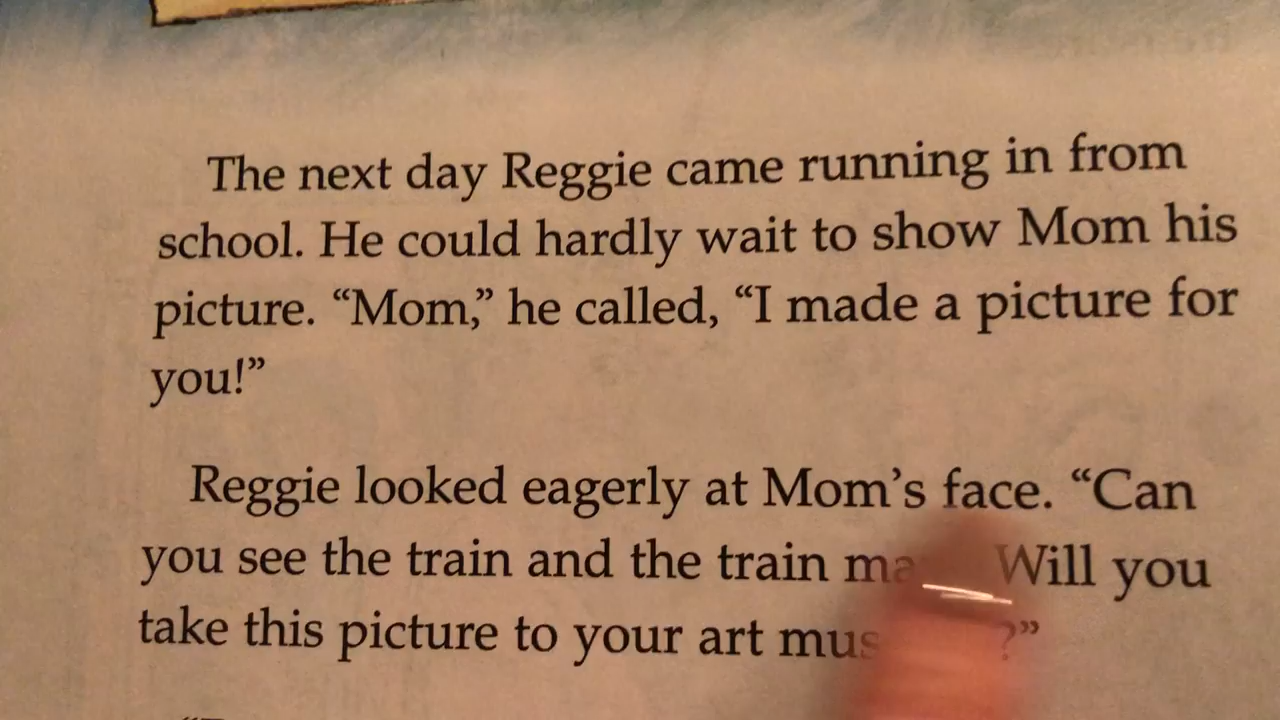 The next day Reggie came running in from
school. He could hardly wait to show Mom his
picture. “Mom,” he called, “I made a picture for
you!”
Reggie looked eagerly at Mom’s face. “Can
you see the train and the train Will you
take this picture to your art ?”